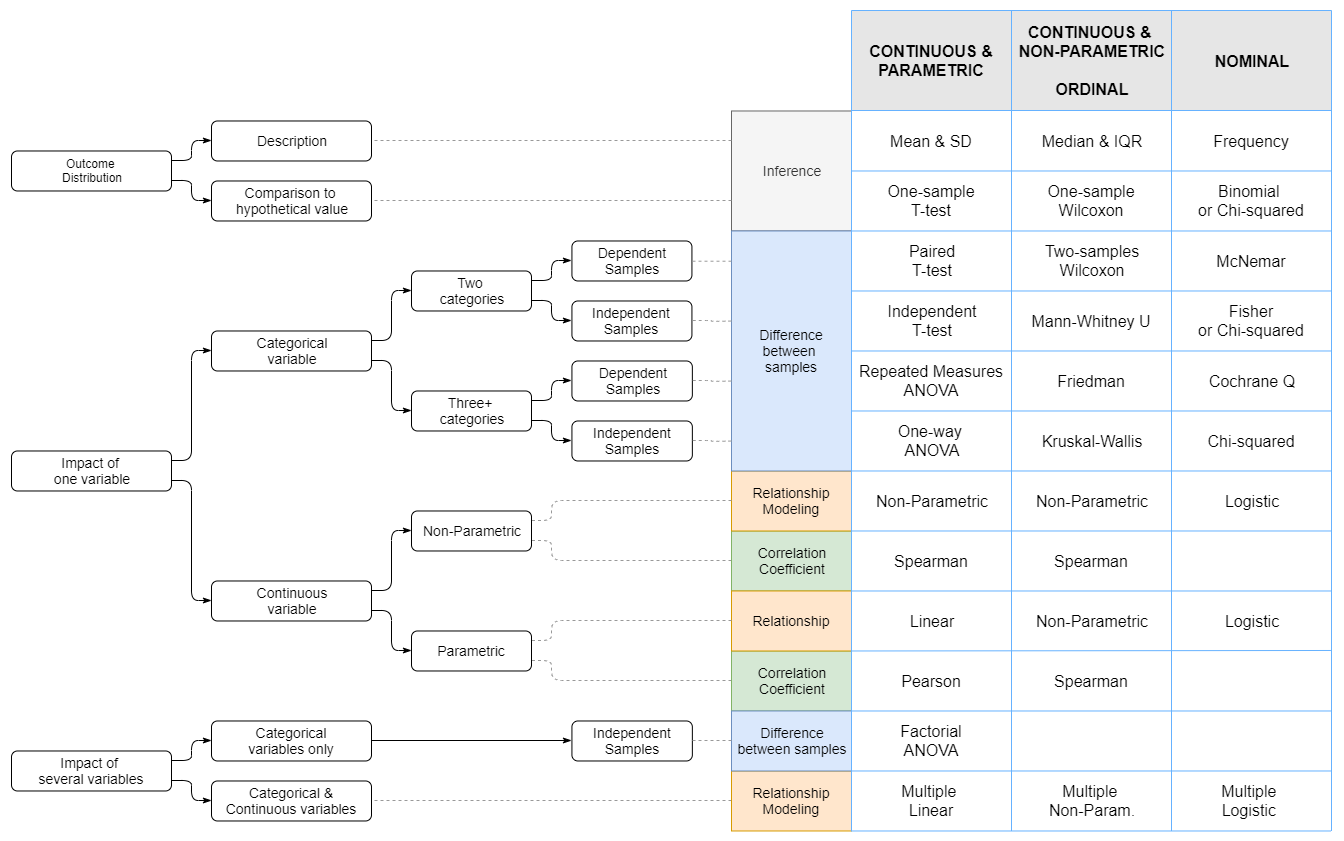 CONTINUOUS &
PARAMETRIC
CONTINUOUS &
NON-PARAMETRIC
ORDINAL
NOMINAL
Outcome
Distribution
Description
Comparison to
hypothetical value
Inference
Mean & SD
Median & IQR
Frequency
One-sample
T-test
One-sample
Wilcoxon
Binomial
or Chi-squared
Impact of
one variable
Categorical
variable
Two
categories
Dependent
Samples
Independent
Samples
Three+
categories
Dependent
Samples
Independent
Samples
Difference
between
samples
Paired
T-test
Two-samples
Wilcoxon
McNemar
Independent
T-test
Mann-Whitney U
Fisher
or Chi-squared
Repeated Measures
ANOVA
Friedman
Cochrane Q
One-way
ANOVA
Kruskal-Wallis
Chi-squared
Continuous
variable
Non-Parametric
Relationship
Modeling
Non-Parametric
Non-Parametric
Logistic
Correlation
Coefficient
Spearman
Spearman
Parametric
Relationship
Linear
Non-Parametric
Logistic
Correlation
Coefficient
Pearson
Spearman
Impact of
several variables
Categorical
variables only
Independent
Samples
Difference
between samples
Factorial
ANOVA
Categorical &
Continuous variables
Relationship
Modeling
Multiple
Linear
Multiple
Non-Param.
Multiple
Logistic